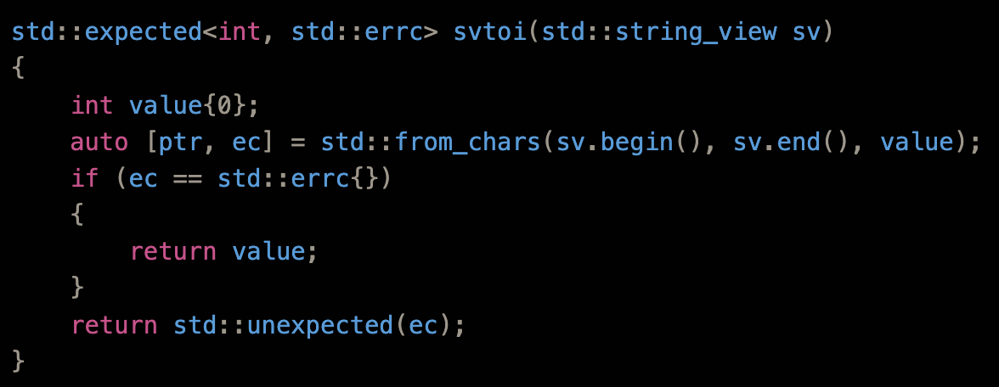 std::expected<int, std::errc> svtoi(std::string_view sv)
{
    int value{0};
    auto [ptr, ec] = std::from_chars(sv.begin(), sv.end(), value);
    if (ec == std::errc{})
    {
        return value;
    }
    return std::unexpected(ec);
}